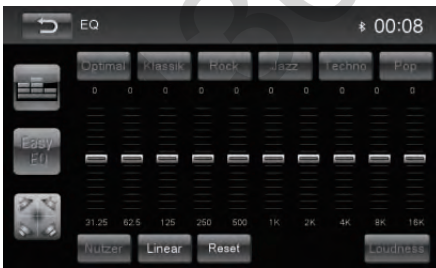 EQ 00:08
Optimal Klassik Rock Jazz Techno Pop
0 0 0 0 0 0 0 0 0 0
Easy
EQ
31.25 62.5 125 250 500 1K 2K 4K 8K 16K
Nutzer Linear Reset Loudness